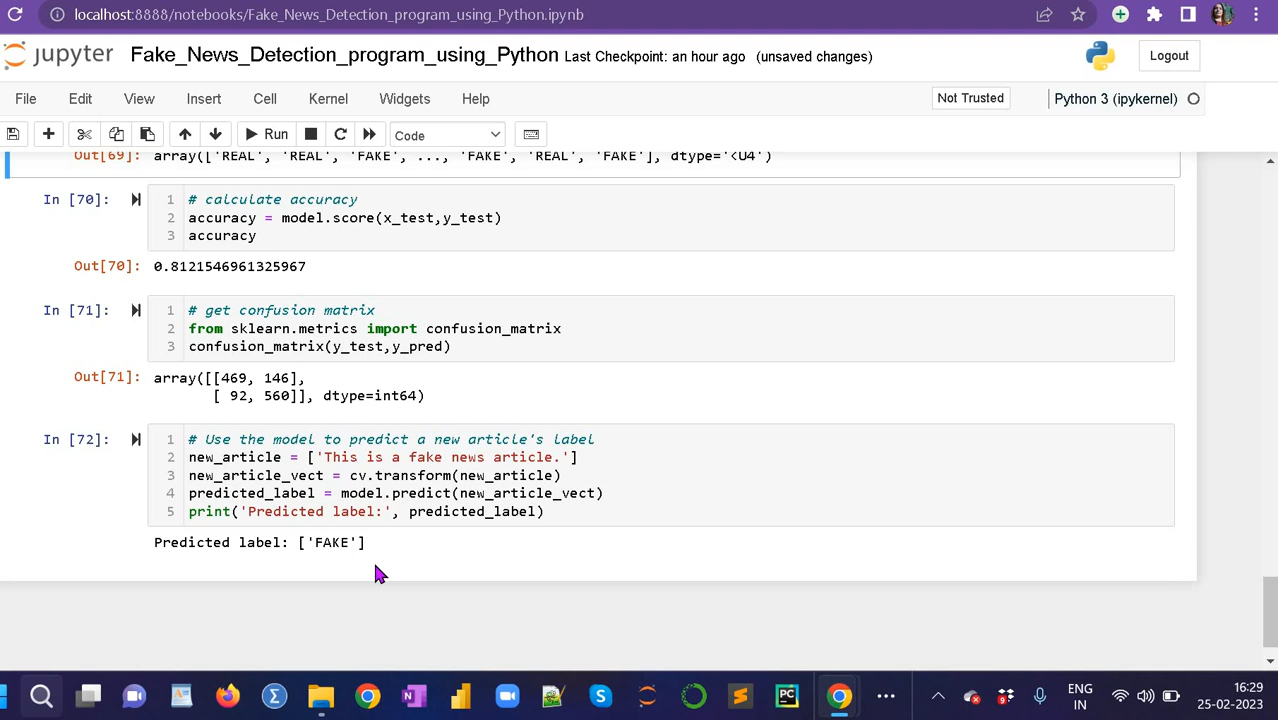 localhost:8888/notebooks/Fake_News_Detection_program_using_Python.ipynb
jupyter Fake_News_Detection_program_using_Python Last Checkpoint: an hour ago (unsaved changes) Logout
File Edit View Insert Cell Kernel Widgets Help Not Trusted Python 3 (ipykernel)
Run Code
Out[69]: array(['REAL', 'REAL', 'FAKE', ..., 'FAKE', 'REAL', 'FAKE'], dtype='<U4')
In [70]: 1 # calculate accuracy
2 accuracy = model.score(x_test,y_test)
3 accuracy
Out[70]: 0.8121546961325967
In [71]: 1 # get confusion matrix
2 from sklearn.metrics import confusion_matrix
3 confusion_matrix(y_test,y_pred)
Out[71]: array([[469, 146],
[ 92, 560]], dtype=int64)
In [72]: 1 # Use the model to predict a new article's label
2 new_article = ['This is a fake news article.']
3 new_article_vect = cv.transform(new_article)
4 predicted_label = model.predict(new_article_vect)
5 print('Predicted label:', predicted_label)
Predicted label: ['FAKE']
ENG 16:29
IN 25-02-2023